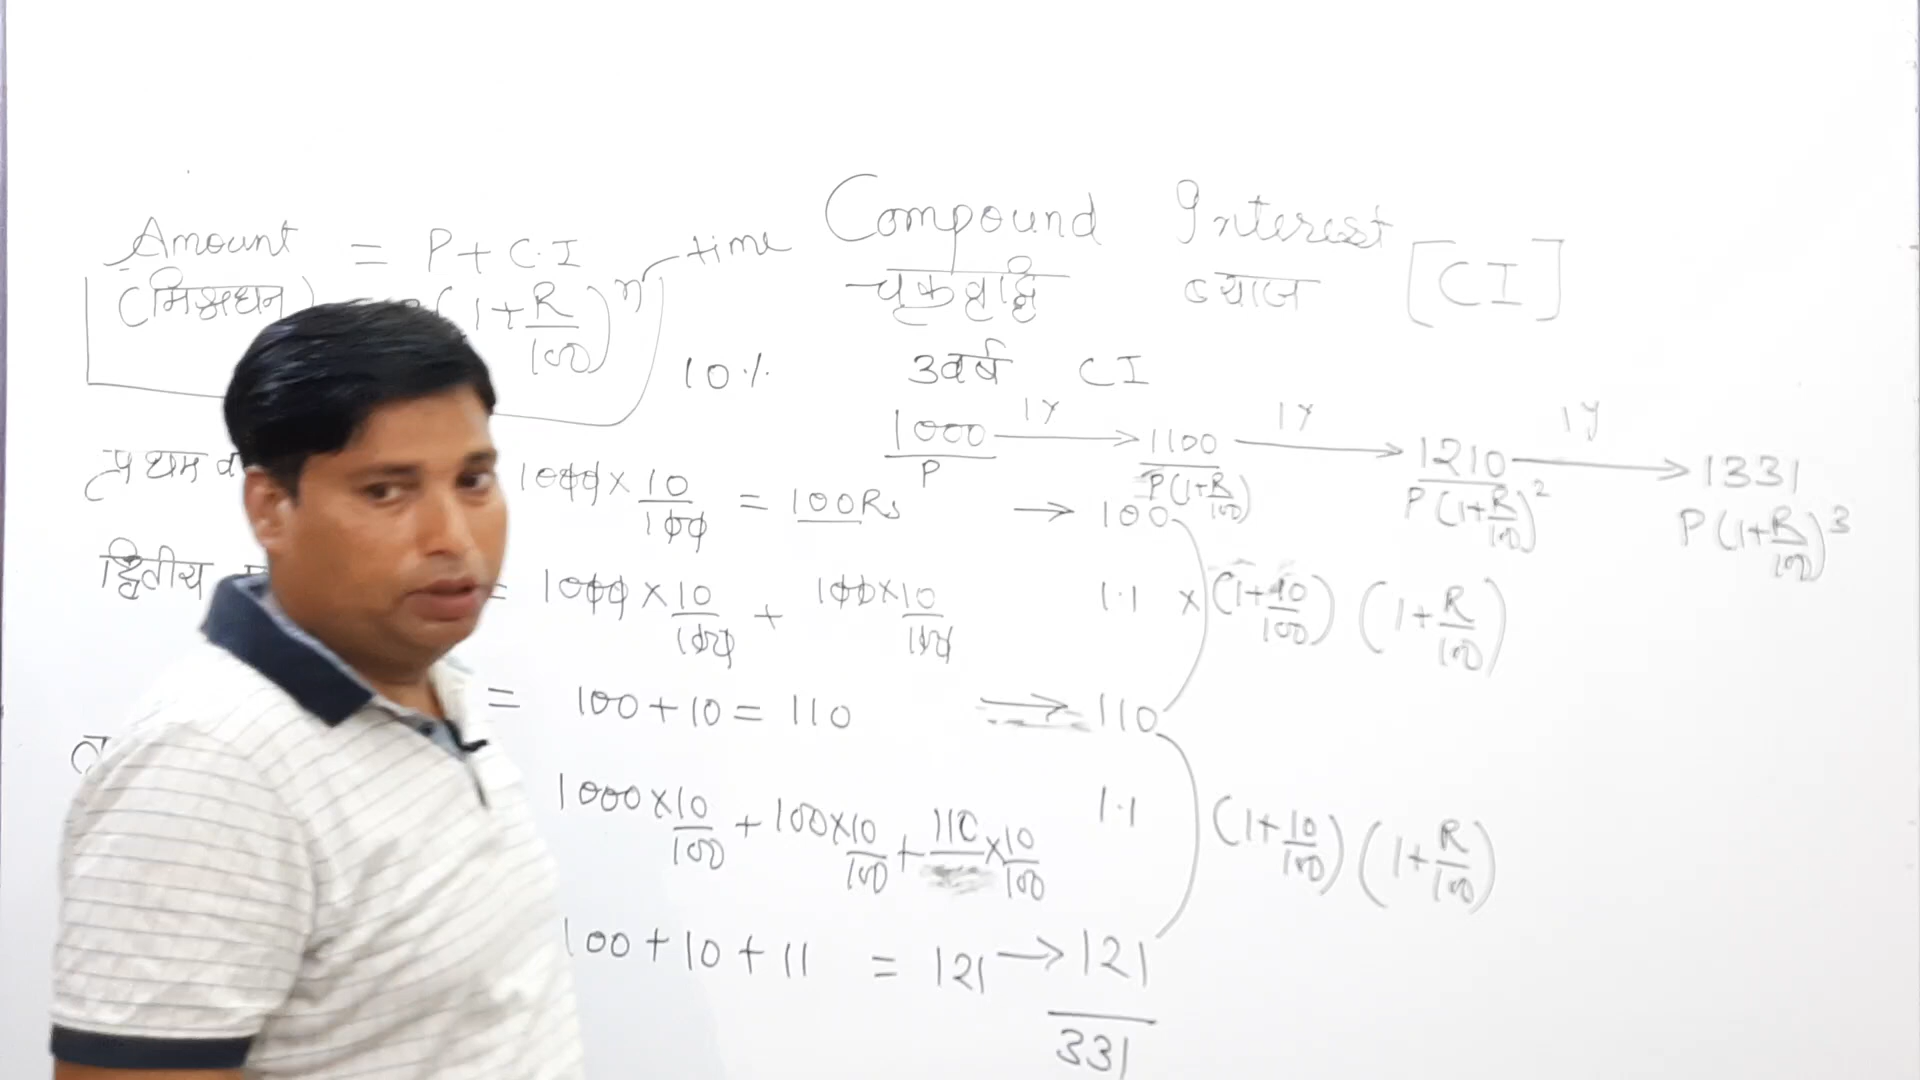 Compound Interest [CI]
चक्रवृद्धि ब्याज
Amount = P + C.I
(मिश्रधन) (1+R/100)^n time
10%
3वर्ष CI
1000 1Y → 1100 1Y → 1210 1y → 1331
P P(1+R/100) P(1+R/100)^2 P(1+R/100)^3
प्रथम 1000 × 10/100 = 100Rs → 100
द्वितीय = 1000 × 10/100 + 100×10/100 1.1 × (1+10/100) (1+R/100)
= 100 + 10 = 110 → 110
1000×10/100 + 100×10/100 + 110×10/100 1.1 (1+10/100) (1+R/100)
100 + 10 + 11 = 121 → 121
331